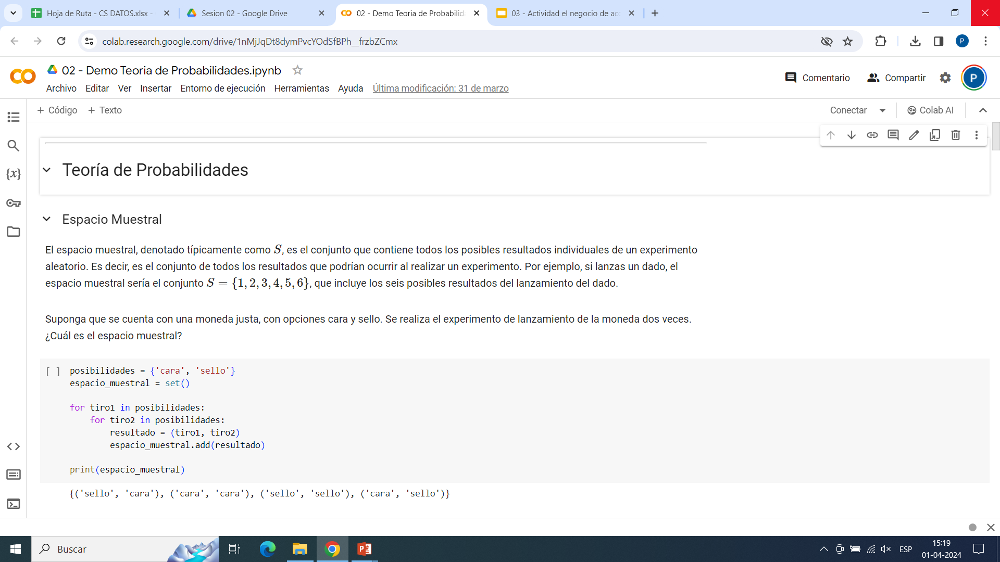 Hoja de Ruta - CS DATOS.xlsx -
Sesion 02 - Google Drive
02 - Demo Teoria de Probabilid
03 - Actividad el negocio de acc
colab.research.google.com/drive/1nMjJqDt8dymPvcYOdSfBPh__frzbZCmx
P
02 - Demo Teoria de Probabilidades.ipynb
Archivo Editar Ver Insertar Entorno de ejecución Herramientas Ayuda Última modificación: 31 de marzo
Comentario
Compartir
P
+ Código + Texto
Conectar
Colab AI
{x}
Teoría de Probabilidades
Espacio Muestral
El espacio muestral, denotado típicamente como S, es el conjunto que contiene todos los posibles resultados individuales de un experimento
aleatorio. Es decir, es el conjunto de todos los resultados que podrían ocurrir al realizar un experimento. Por ejemplo, si lanzas un dado, el
espacio muestral sería el conjunto S = {1, 2, 3, 4, 5, 6}, que incluye los seis posibles resultados del lanzamiento del dado.
Suponga que se cuenta con una moneda justa, con opciones cara y sello. Se realiza el experimento de lanzamiento de la moneda dos veces.
¿Cuál es el espacio muestral?
[ ] posibilidades = {'cara', 'sello'}
espacio_muestral = set()
for tiro1 in posibilidades:
    for tiro2 in posibilidades:
        resultado = (tiro1, tiro2)
        espacio_muestral.add(resultado)
print(espacio_muestral)
{('sello', 'cara'), ('cara', 'cara'), ('sello', 'sello'), ('cara', 'sello')}
Buscar
ESP
15:19
01-04-2024